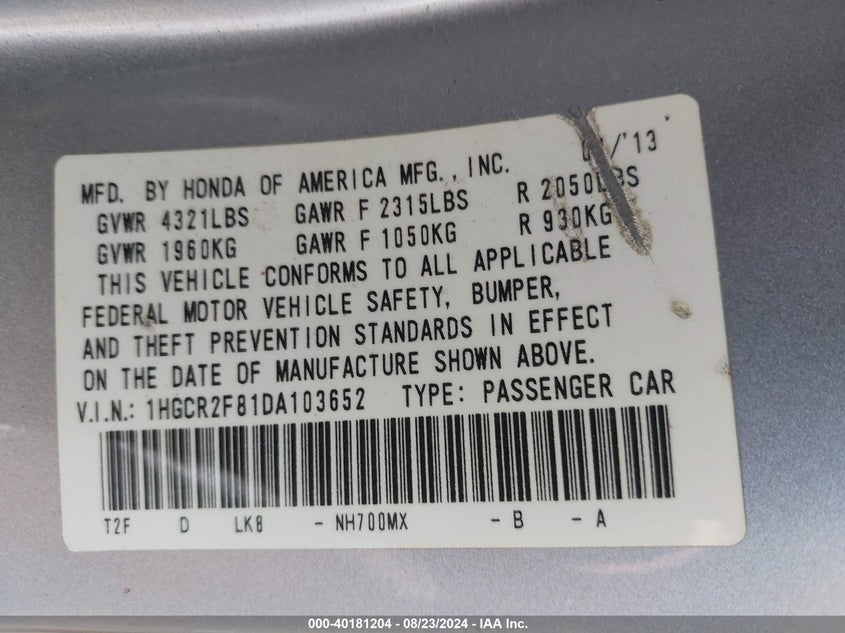 /'13
MFD. BY HONDA OF AMERICA MFG., INC.
GVWR 4321LBS GAWR F 2315LBS R 2050LBS
GVWR 1960KG GAWR F 1050KG R 930KG
THIS VEHICLE CONFORMS TO ALL APPLICABLE
FEDERAL MOTOR VEHICLE SAFETY, BUMPER,
AND THEFT PREVENTION STANDARDS IN EFFECT
ON THE DATE OF MANUFACTURE SHOWN ABOVE.
V.I.N.: 1HGCR2F81DA103652 TYPE: PASSENGER CAR
T2F D LK8 - NH700MX - B - A
000-40181204 - 08/23/2024 - IAA Inc.